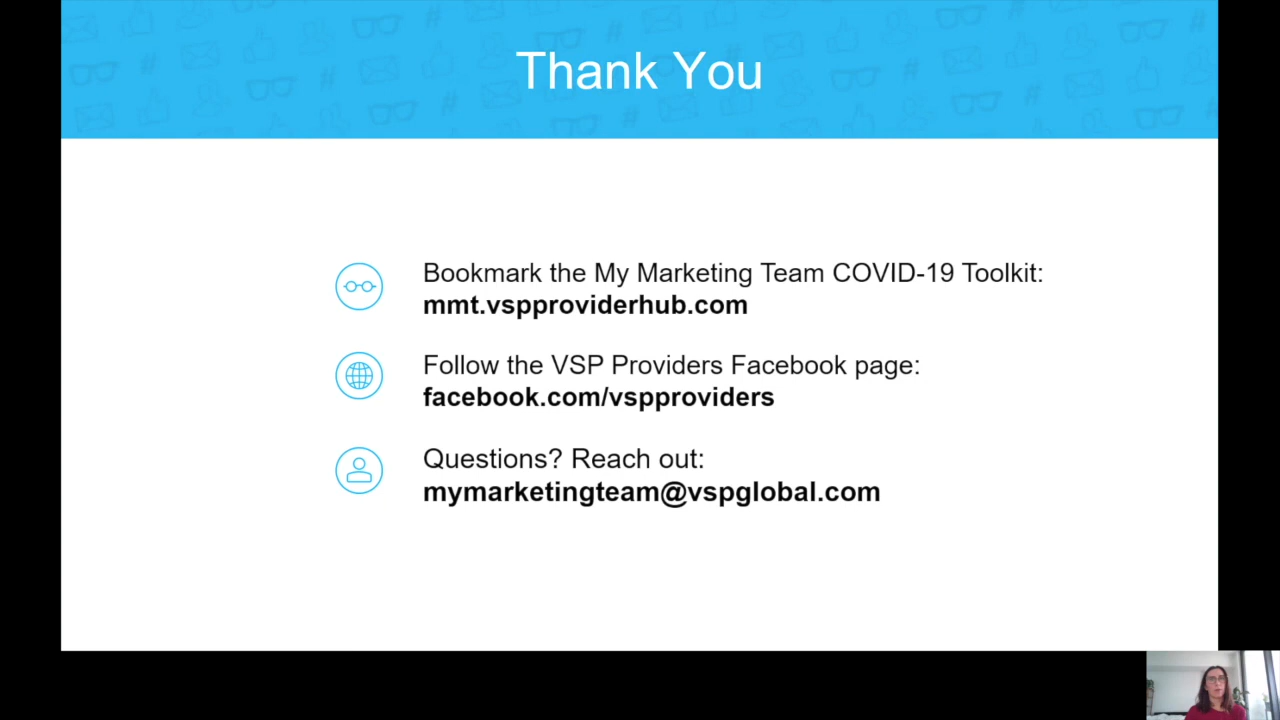 Thank You
Bookmark the My Marketing Team COVID-19 Toolkit:
mmt.vspproviderhub.com
Follow the VSP Providers Facebook page:
facebook.com/vspproviders
Questions? Reach out:
mymarketingteam@vspglobal.com